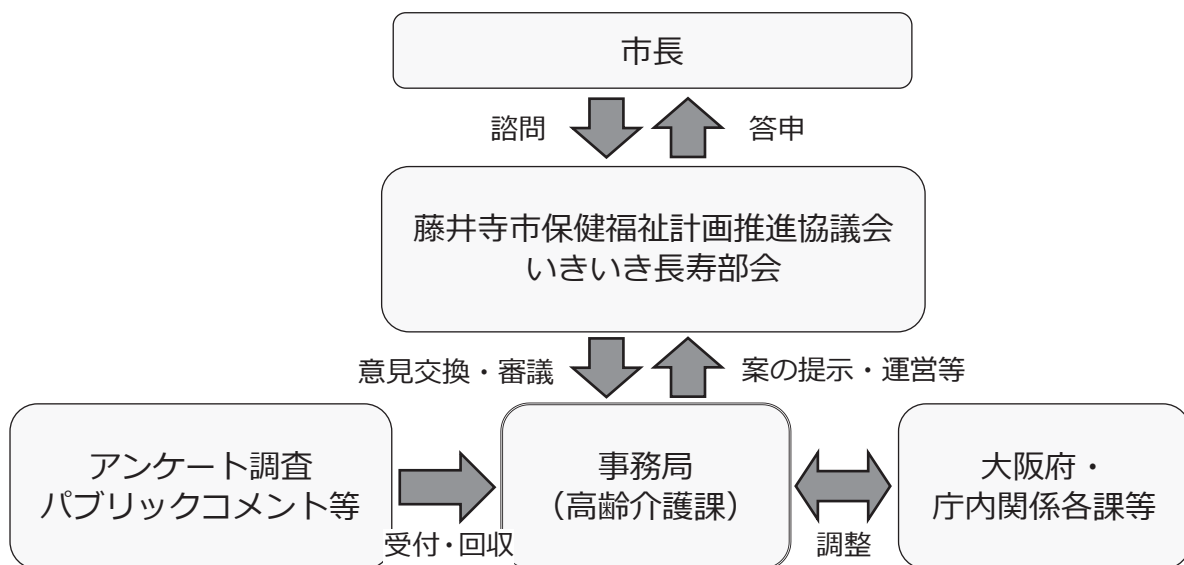 市長
諮問
答申
藤井寺市保健福祉計画推進協議会
いきいき長寿部会
意見交換・審議
案の提示・運営等
アンケート調査
パブリックコメント等
受付・回収
事務局
（高齢介護課）
調整
大阪府・
庁内関係各課等